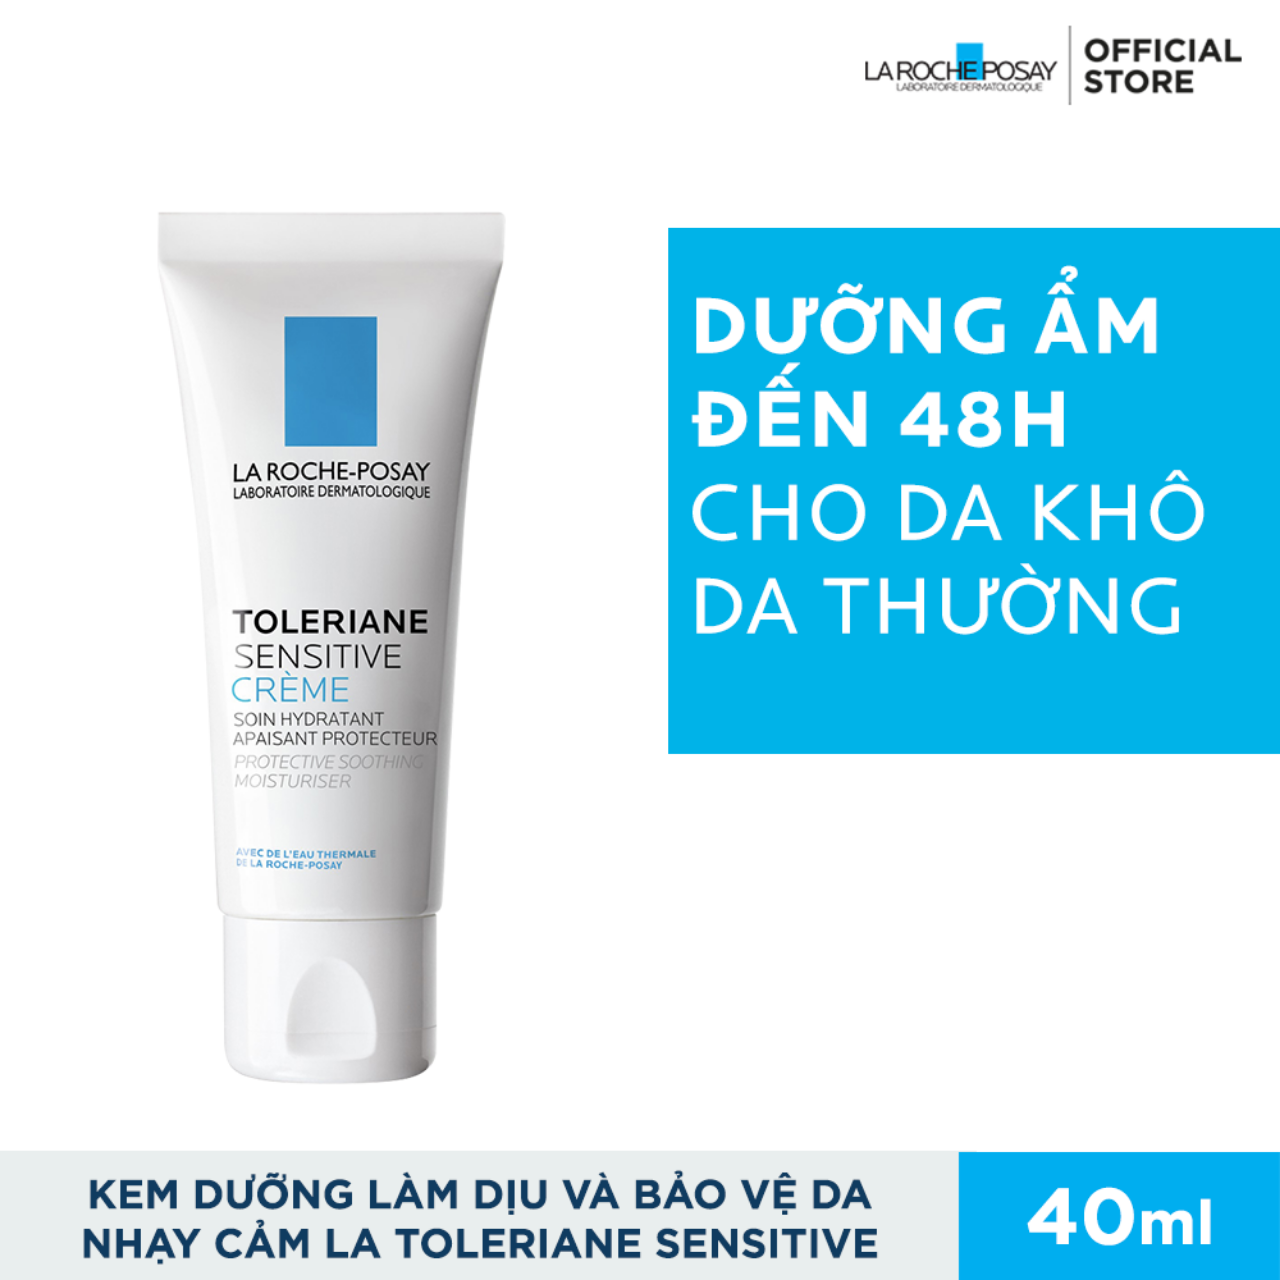 LA ROCHE POSAY
LABORATOIRE DERMATOLOGIQUE
OFFICIAL
STORE
LA ROCHE-POSAY
LABORATOIRE DERMATOLOGIQUE
TOLERIANE
SENSITIVE
CRÈME
SOIN HYDRATANT
APAISANT PROTECTEUR
PROTECTIVE SOOTHING
MOISTURISER
AVEC DE L'EAU THERMALE
DE LA ROCHE-POSAY
DƯỠNG ẨM
ĐẾN 48H
CHO DA KHÔ
DA THƯỜNG
KEM DƯỠNG LÀM DỊU VÀ BẢO VỆ DA
NHẠY CẢM LA TOLERIANE SENSITIVE
40ml